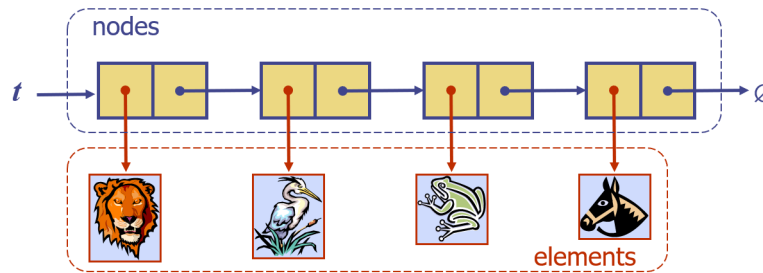 nodes
t
∅
elements